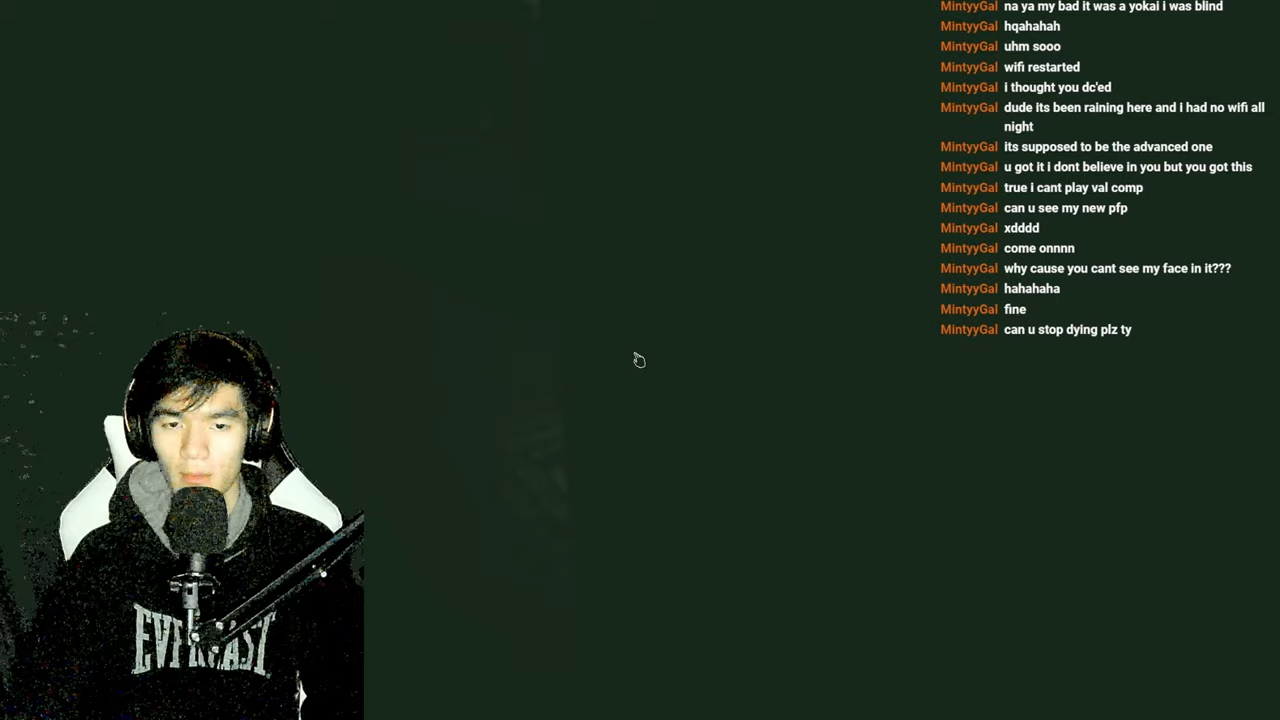 MintyyGal na ya my bad it was a yokai i was blind
MintyyGal hqahahah
MintyyGal uhm sooo
MintyyGal wifi restarted
MintyyGal i thought you dc'ed
MintyyGal dude its been raining here and i had no wifi all
night
MintyyGal its supposed to be the advanced one
MintyyGal u got it i dont believe in you but you got this
MintyyGal true i cant play val comp
MintyyGal can u see my new pfp
MintyyGal xdddd
MintyyGal come onnnn
MintyyGal why cause you cant see my face in it???
MintyyGal hahahaha
MintyyGal fine
MintyyGal can u stop dying plz ty
EVERLAST